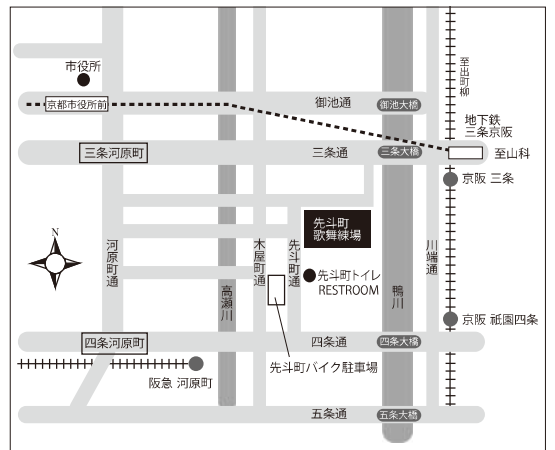 市役所
至出町柳
京都市役所前
御池通
御池大橋
地下鉄
三条京阪
三条河原町
三条通
三条大橋
至山科
京阪 三条
先斗町
歌舞練場
N
河原町通
木屋町通
先斗町通
川端通
先斗町トイレ
RESTROOM
高瀬川
鴨川
京阪 祇園四条
四条河原町
四条通
四条大橋
先斗町バイク駐車場
阪急 河原町
五条通
五条大橋